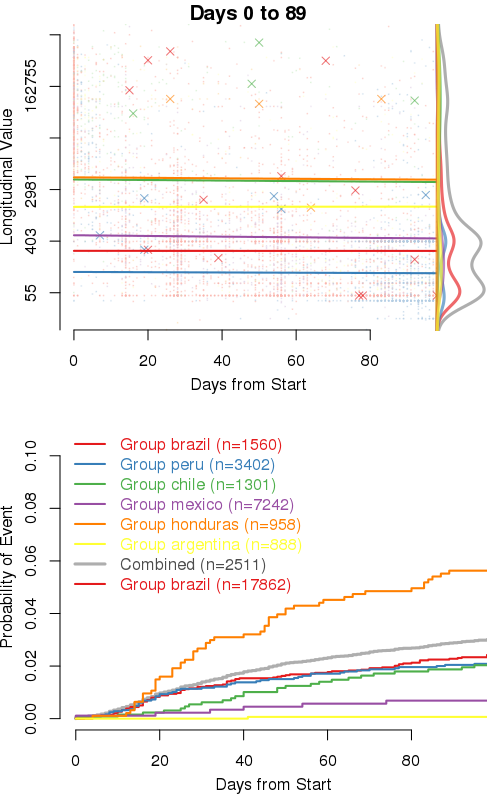 Days 0 to 89
Longitudinal Value
162755
2981
403
55
0 20 40 60 80
Days from Start
Probability of Event
0.10
0.08
0.06
0.04
0.02
0.00
Group brazil (n=1560)
Group peru (n=3402)
Group chile (n=1301)
Group mexico (n=7242)
Group honduras (n=958)
Group argentina (n=888)
Combined (n=2511)
Group brazil (n=17862)
0 20 40 60 80
Days from Start